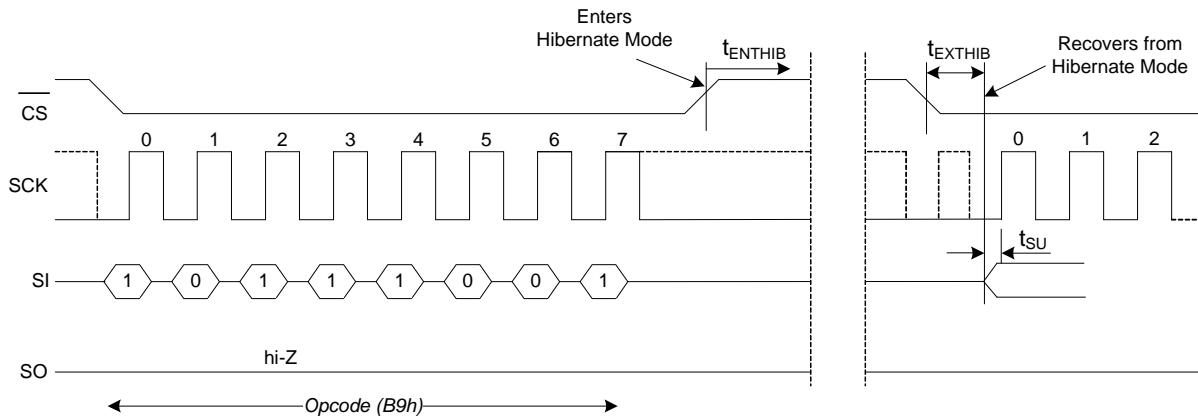 Enters
Hibernate Mode
tENTHIB
tEXTHIB
Recovers from
Hibernate Mode
CS
0 1 2 3 4 5 6 7 0 1 2
SCK
tSU
SI 1 0 1 1 1 0 0 1
hi-Z
SO
Opcode (B9h)